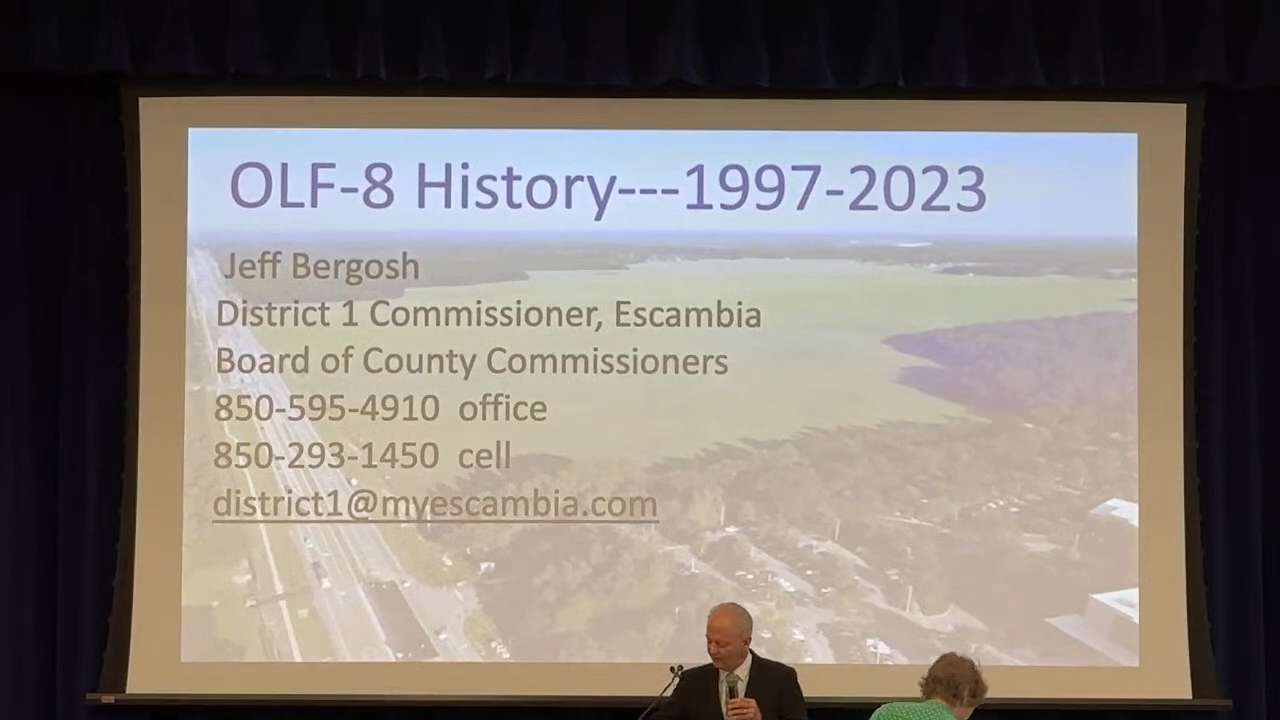 OLF-8 History---1997-2023
Jeff Bergosh
District 1 Commissioner, Escambia
Board of County Commissioners
850-595-4910 office
850-293-1450 cell
district1@myescambia.com